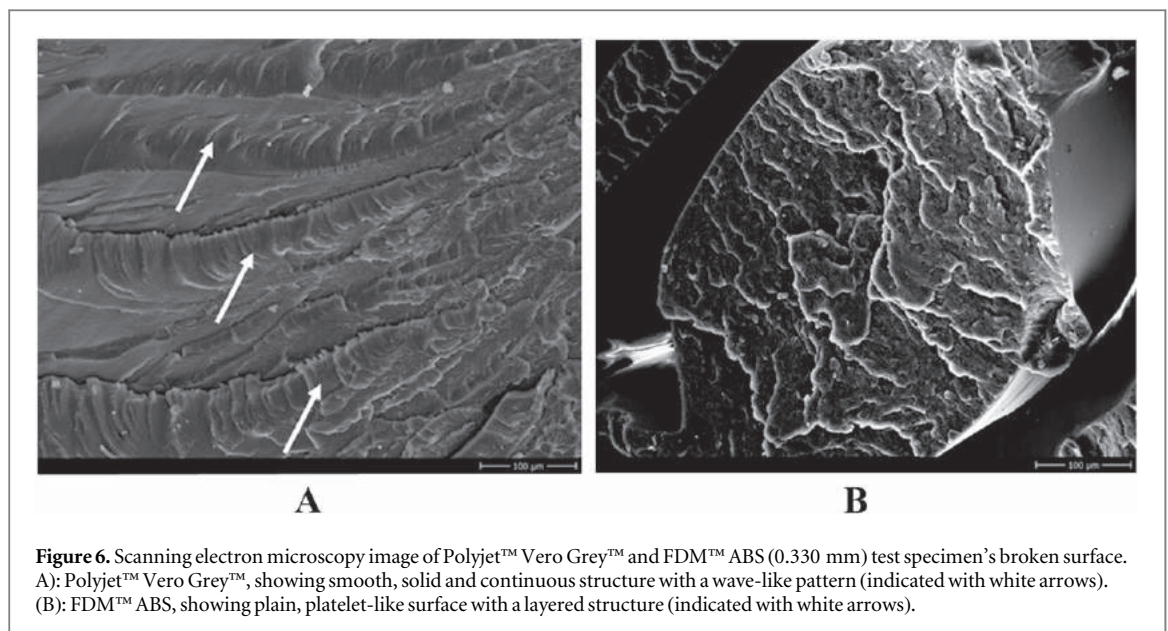 100 µm
100 µm
A
B
Figure 6. Scanning electron microscopy image of Polyjet™ Vero Grey™ and FDM™ ABS (0.330 mm) test specimen's broken surface.
A): Polyjet™ Vero Grey™, showing smooth, solid and continuous structure with a wave-like pattern (indicated with white arrows).
(B): FDM™ ABS, showing plain, platelet-like surface with a layered structure (indicated with white arrows).